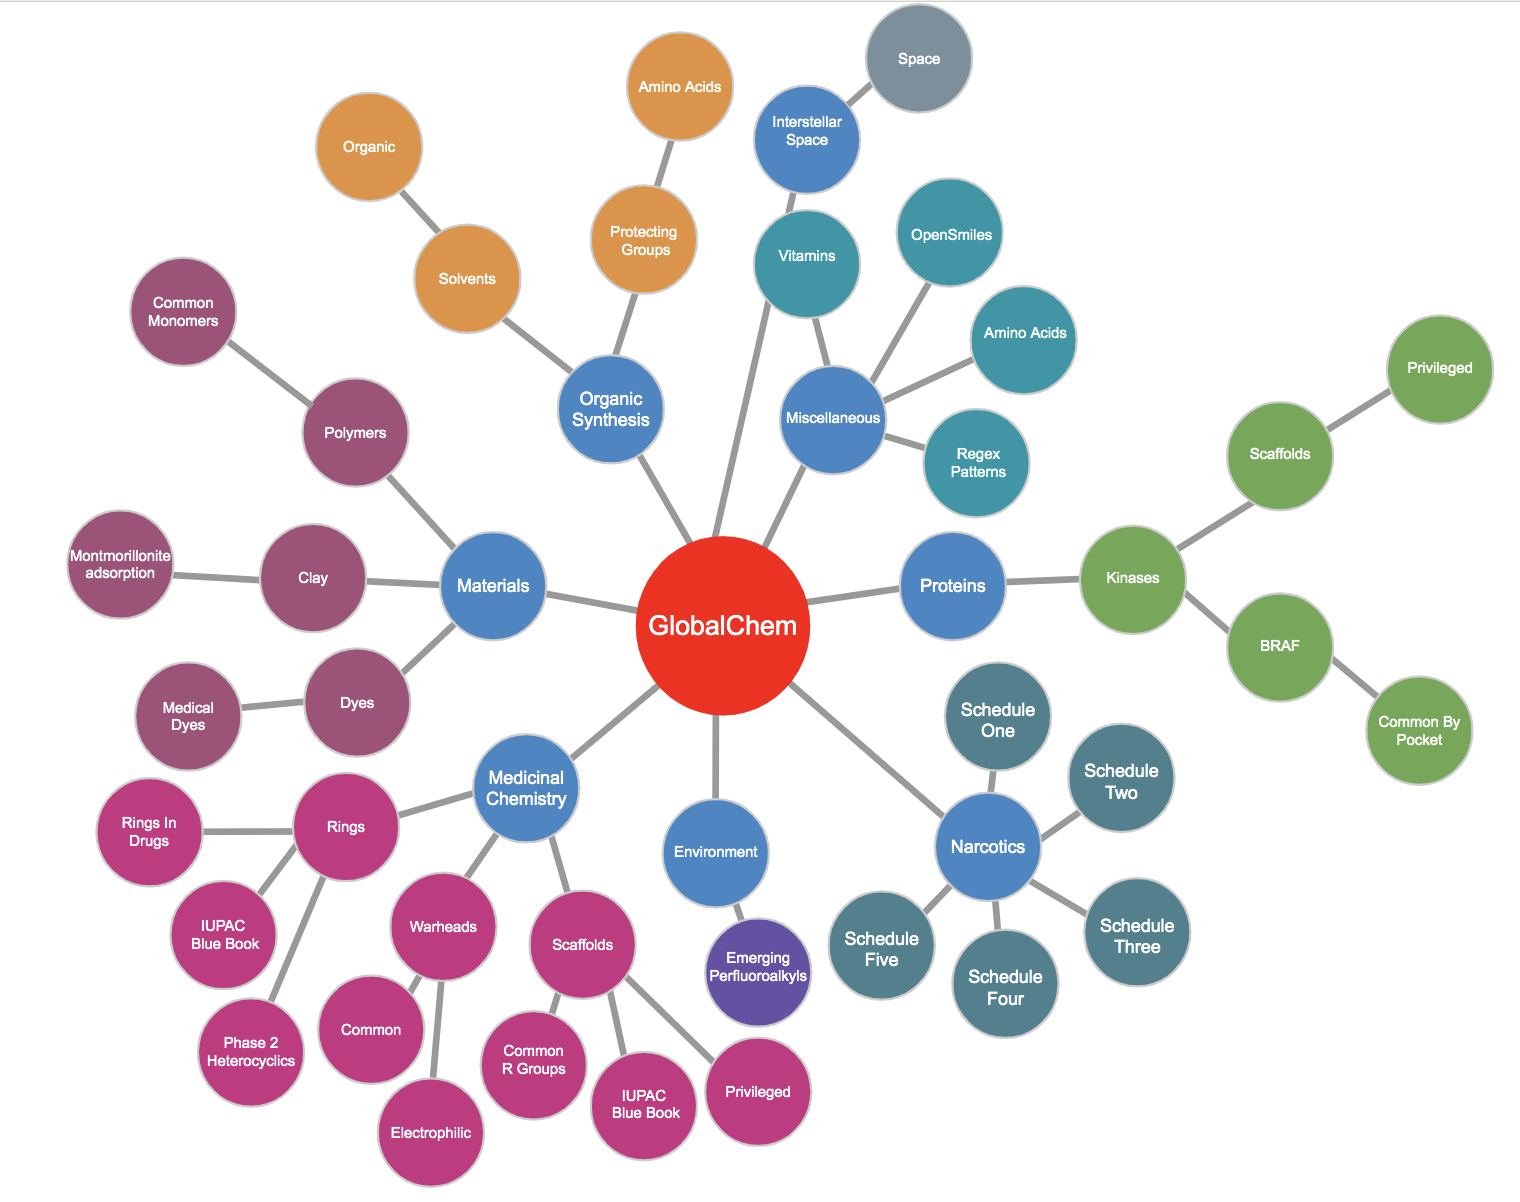 Space
Amino Acids
Interstellar
Space
Organic
Protecting
Groups
OpenSmiles
Vitamins
Solvents
Common
Monomers
Amino Acids
Privileged
Organic
Synthesis
Miscellaneous
Polymers
Regex
Patterns
Scaffolds
Montmorillonite
adsorption
Clay
Materials
Proteins
Kinases
GlobalChem
BRAF
Medical
Dyes
Dyes
Schedule
One
Common By
Pocket
Medicinal
Chemistry
Schedule
Two
Rings In
Drugs
Rings
Environment
Narcotics
IUPAC
Blue Book
Warheads
Scaffolds
Schedule
Five
Schedule
Three
Emerging
Perfluoroalkyls
Schedule
Four
Phase 2
Heterocyclics
Common
Common
R Groups
IUPAC
Blue Book
Privileged
Electrophilic